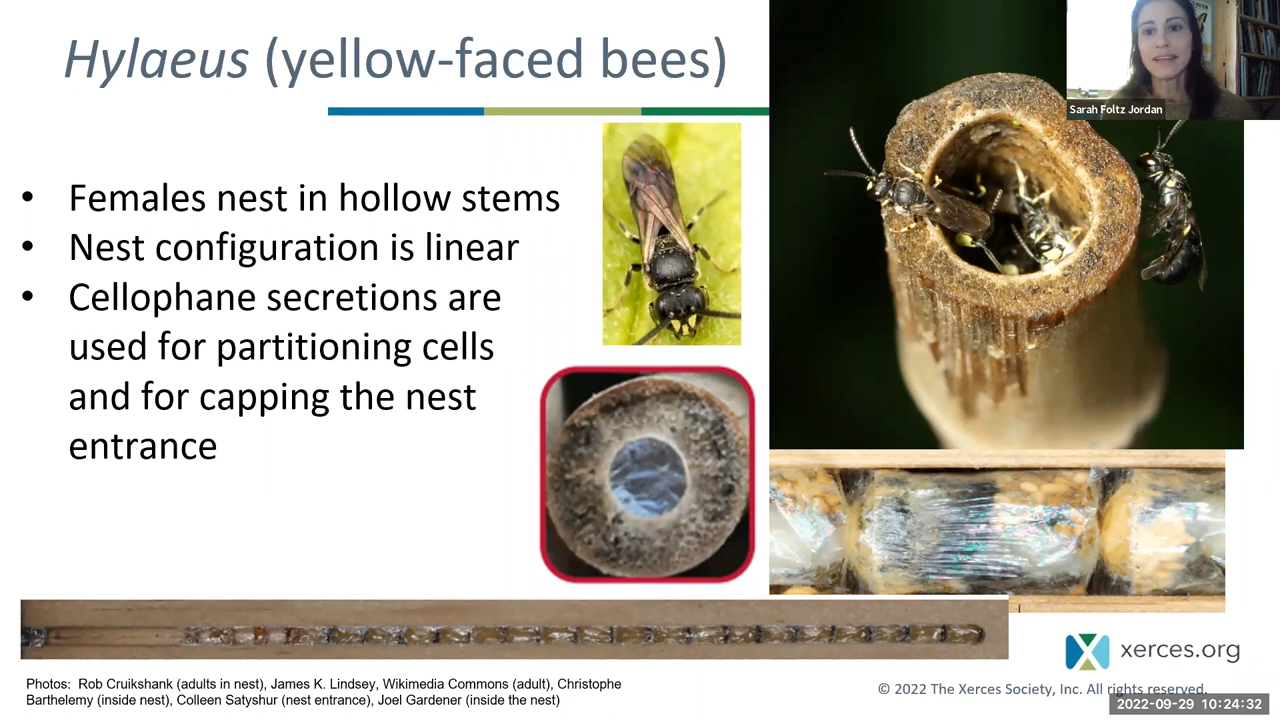 Hylaeus (yellow-faced bees)
Sarah Foltz Jordan
• Females nest in hollow stems
• Nest configuration is linear
• Cellophane secretions are
used for partitioning cells
and for capping the nest
entrance
xerces.org
Photos: Rob Cruikshank (adults in nest), James K. Lindsey, Wikimedia Commons (adult), Christophe
Barthelemy (inside nest), Colleen Satyshur (nest entrance), Joel Gardener (inside the nest)
© 2022 The Xerces Society, Inc. All rights reserved.
2022-09-29 10:24:32